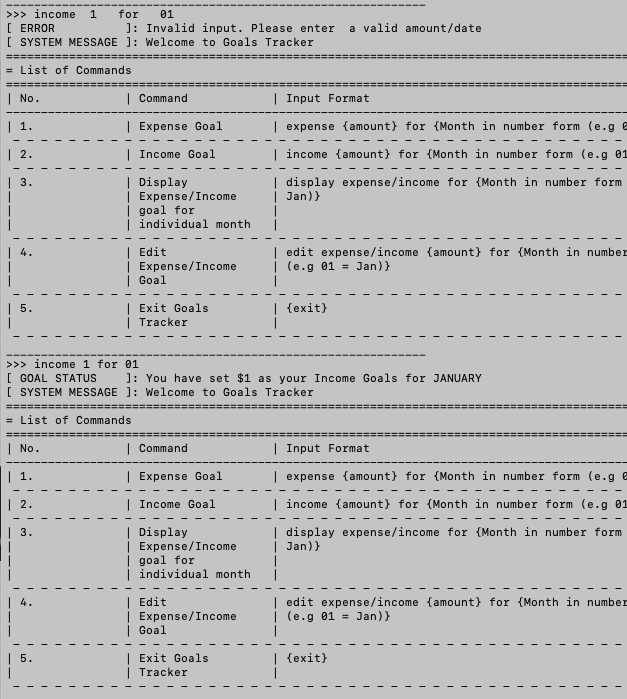 >>> income  1   for   01
[ ERROR          ]: Invalid input. Please enter  a valid amount/date
[ SYSTEM MESSAGE ]: Welcome to Goals Tracker
= List of Commands
| No.             | Command            | Input Format
| 1.              | Expense Goal       | expense {amount} for {Month in number form (e.g 0
| 2.              | Income Goal        | income {amount} for {Month in number form (e.g 01
| 3.              | Display            | display expense/income for {Month in number form
|                 | Expense/Income     | Jan)}
|                 | goal for           |
|                 | individual month   |
| 4.              | Edit               | edit expense/income {amount} for {Month in number
|                 | Expense/Income     | (e.g 01 = Jan)}
|                 | Goal               |
| 5.              | Exit Goals         | {exit}
|                 | Tracker            |
>>> income 1 for 01
[ GOAL STATUS    ]: You have set $1 as your Income Goals for JANUARY
[ SYSTEM MESSAGE ]: Welcome to Goals Tracker
= List of Commands
| No.             | Command            | Input Format
| 1.              | Expense Goal       | expense {amount} for {Month in number form (e.g 0
| 2.              | Income Goal        | income {amount} for {Month in number form (e.g 01
| 3.              | Display            | display expense/income for {Month in number form
|                 | Expense/Income     | Jan)}
|                 | goal for           |
|                 | individual month   |
| 4.              | Edit               | edit expense/income {amount} for {Month in number
|                 | Expense/Income     | (e.g 01 = Jan)}
|                 | Goal               |
| 5.              | Exit Goals         | {exit}
|                 | Tracker            |